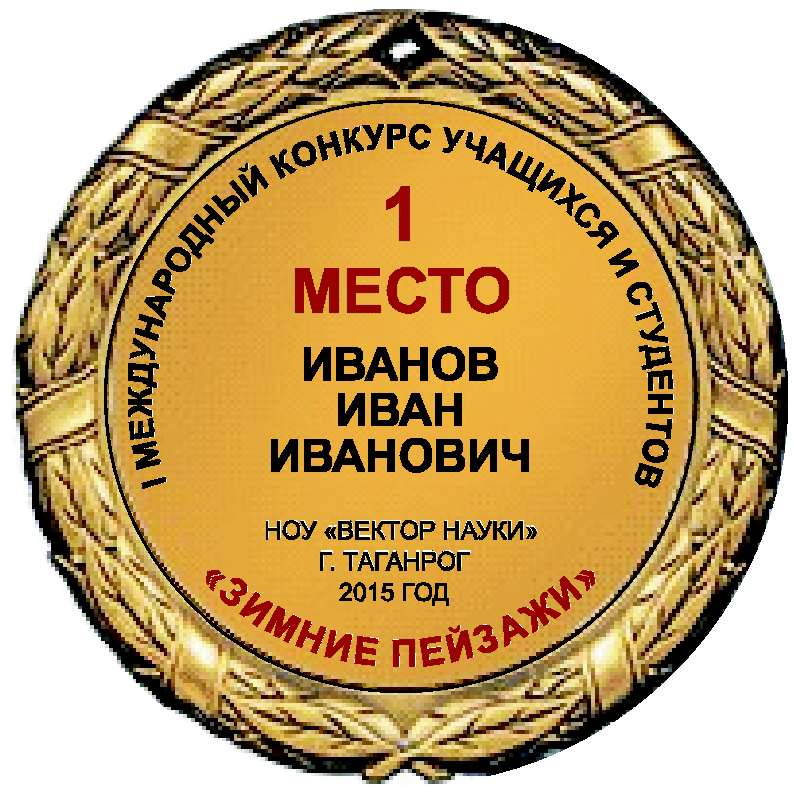 I МЕЖДУНАРОДНЫЙ КОНКУРС УЧАЩИХСЯ И СТУДЕНТОВ
1
МЕСТО
ИВАНОВ
ИВАН
ИВАНОВИЧ
НОУ «ВЕКТОР НАУКИ»
Г. ТАГАНРОГ
2015 ГОД
«ЗИМНИЕ ПЕЙЗАЖИ»